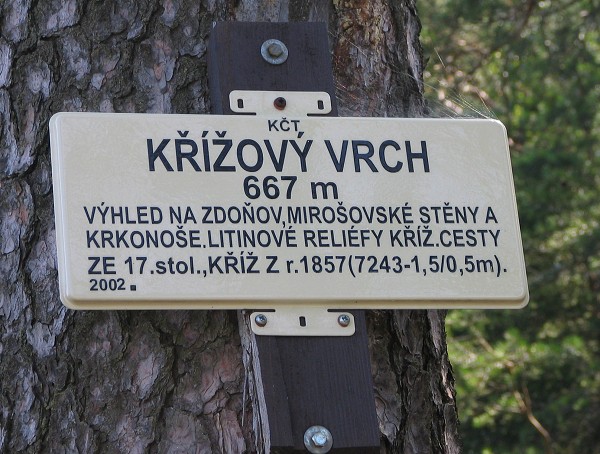 KČT
KŘÍŽOVÝ VRCH
667 m
VÝHLED NA ZDOŇOV,MIROŠOVSKÉ STĚNY A
KRKONOŠE.LITINOVÉ RELIÉFY KŘÍŽ.CESTY
ZE 17.stol.,KŘÍŽ Z r.1857(7243-1,5/0,5m).
2002